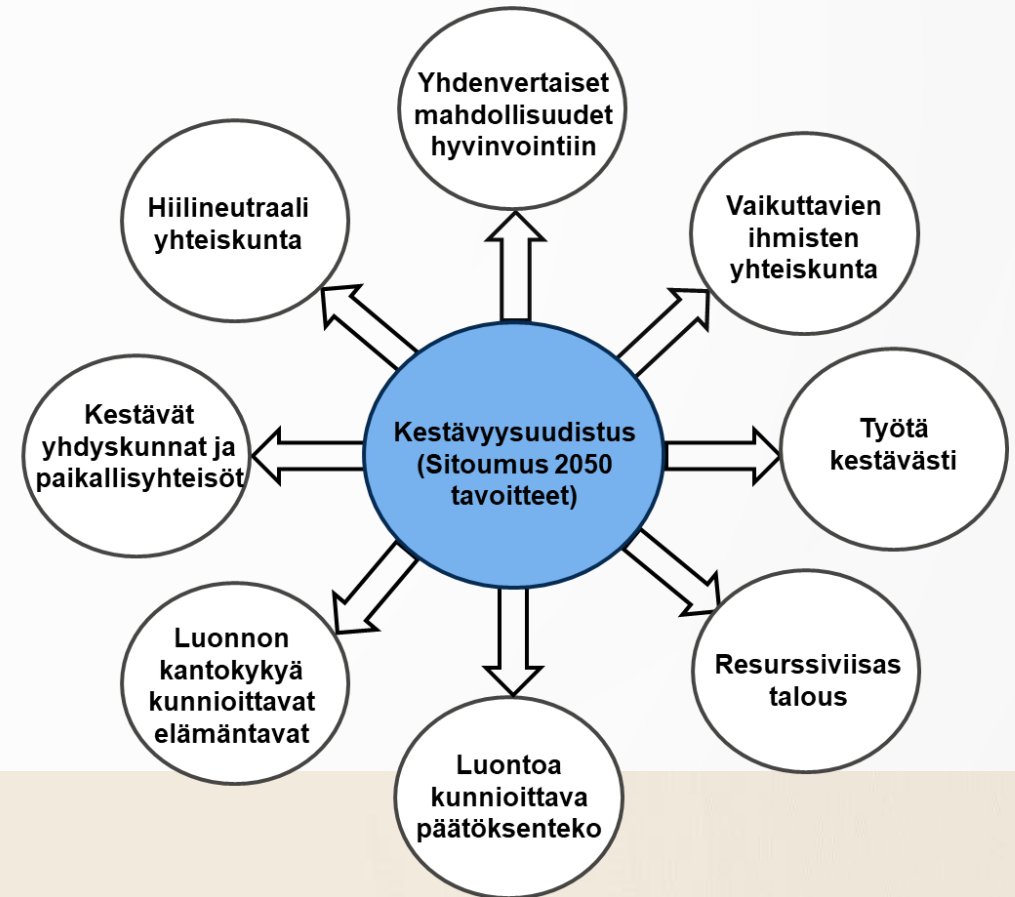 Yhdenvertaiset
mahdollisuudet
hyvinvointiin
Hiilineutraali
yhteiskunta
Vaikuttavien
ihmisten
yhteiskunta
Kestävät
yhdyskunnat ja
paikallisyhteisöt
Kestävyysuudistus
(Sitoumus 2050
tavoitteet)
Työtä
kestävästi
Luonnon
kantokykyä
kunnioittavat
elämäntavat
Resurssiviisas
talous
Luontoa
kunnioittava
päätöksenteko